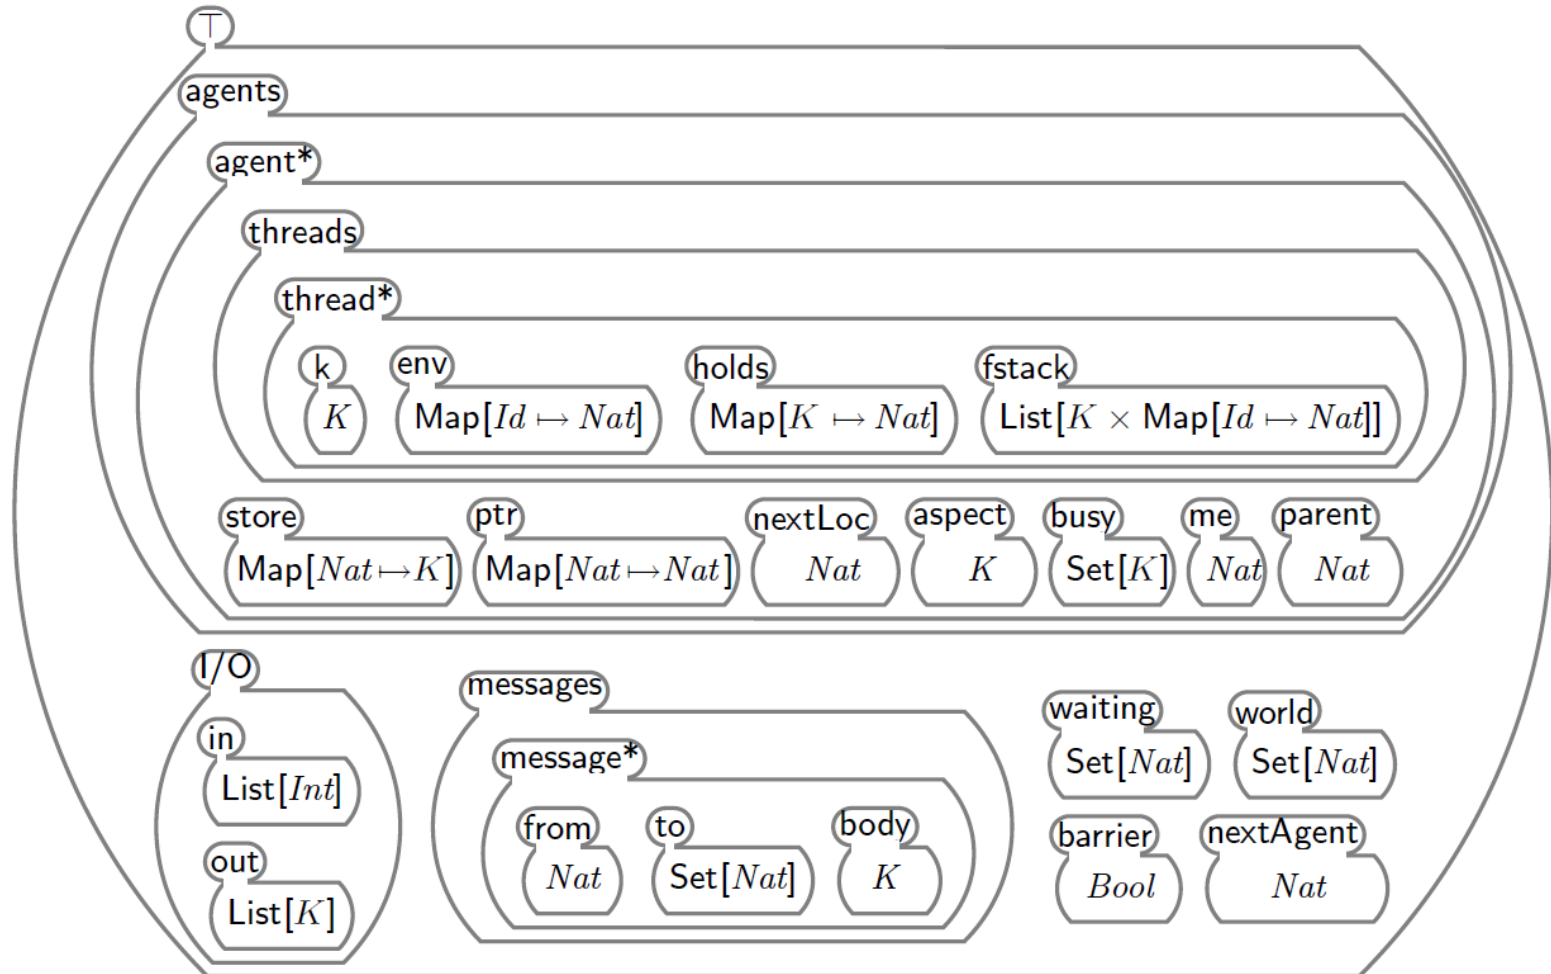 ⊤
agents
agent*
threads
thread*
k env holds fstack
K Map[Id ↦ Nat] Map[K ↦ Nat] List[K × Map[Id ↦ Nat]]
store ptr nextLoc aspect busy me parent
Map[Nat↦K] Map[Nat↦Nat] Nat K Set[K] Nat Nat
I/O
in
List[Int]
out
List[K]
messages
message*
from to body
Nat Set[Nat] K
waiting world
Set[Nat] Set[Nat]
barrier nextAgent
Bool Nat